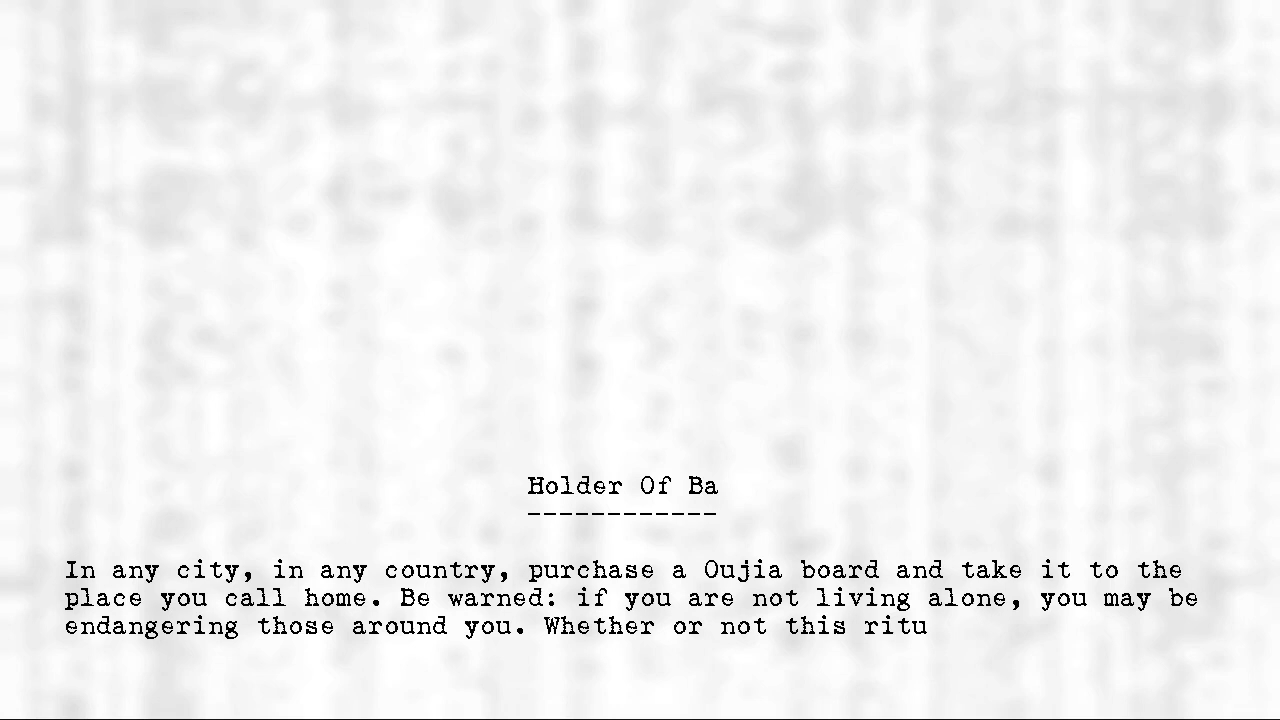 Holder Of Ba
------------
In any city, in any country, purchase a Oujia board and take it to the
place you call home. Be warned: if you are not living alone, you may be
endangering those around you. Whether or not this ritu